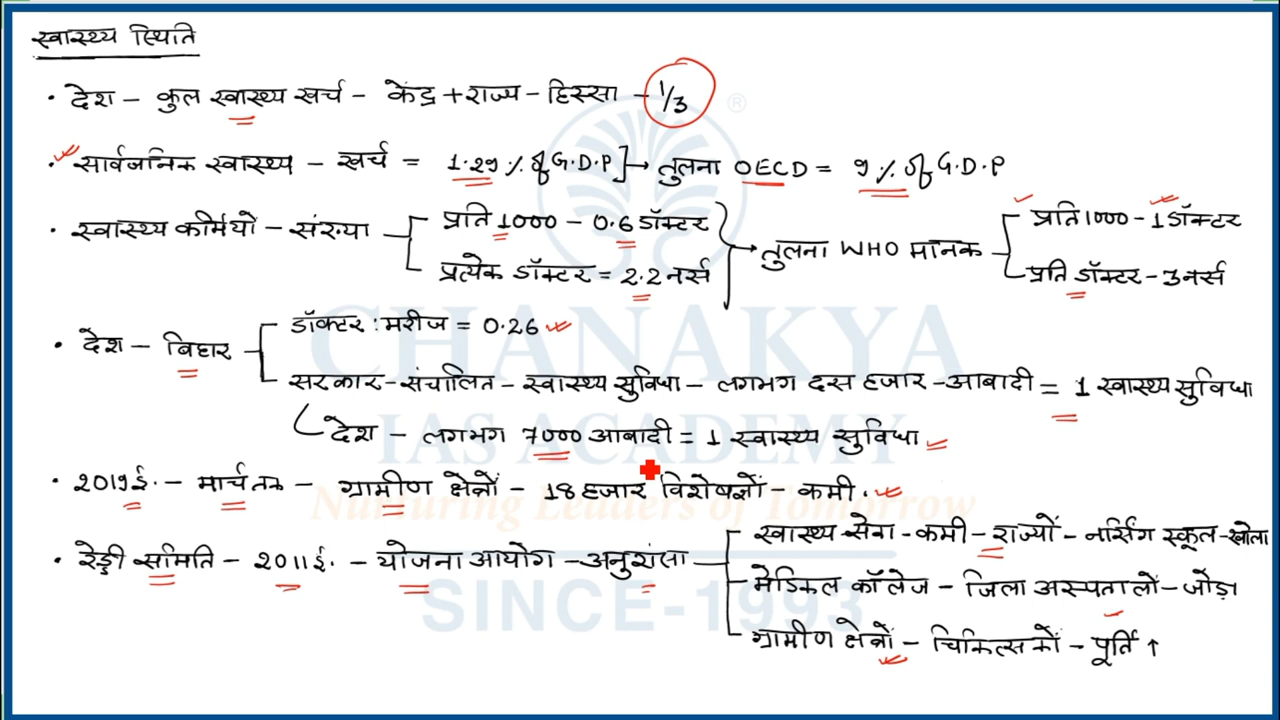 स्वास्थ्य स्थिति
• देश – कुल स्वास्थ्य खर्च – केंद्र + राज्य – हिस्सा – 1/3
• सार्वजनिक स्वास्थ्य – खर्च = 1.29 % of G.D.P] → तुलना OECD = 9 % of G.D.P
• स्वास्थ्य कर्मियों – संख्या
प्रति 1000 – 0.6 डॉक्टर
प्रत्येक डॉक्टर = 2.2 नर्स
→ तुलना WHO मानक
प्रति 1000 – 1 डॉक्टर
प्रति डॉक्टर – 3 नर्स
• देश – बिहार
डॉक्टर : मरीज = 0.26
सरकार – संचालित – स्वास्थ्य सुविधा – लगभग दस हजार – आबादी = 1 स्वास्थ्य सुविधा
देश – लगभग 7000 आबादी = 1 स्वास्थ्य सुविधा
• 2019 ई. – मार्च तक – ग्रामीण क्षेत्रों – 18 हजार विशेषज्ञों – कमी.
• रेड्डी समिति – 2011 ई. – योजना आयोग – अनुशंसा
स्वास्थ्य सेवा – कमी – राज्यों – नर्सिंग स्कूल – खोला
मेडिकल कॉलेज – जिला अस्पतालों – जोड़ा
ग्रामीण क्षेत्रों – चिकित्सकों – पूर्ति ↑
CHANAKYA
IAS ACADEMY
Nurturing Leaders of Tomorrow
SINCE-1993